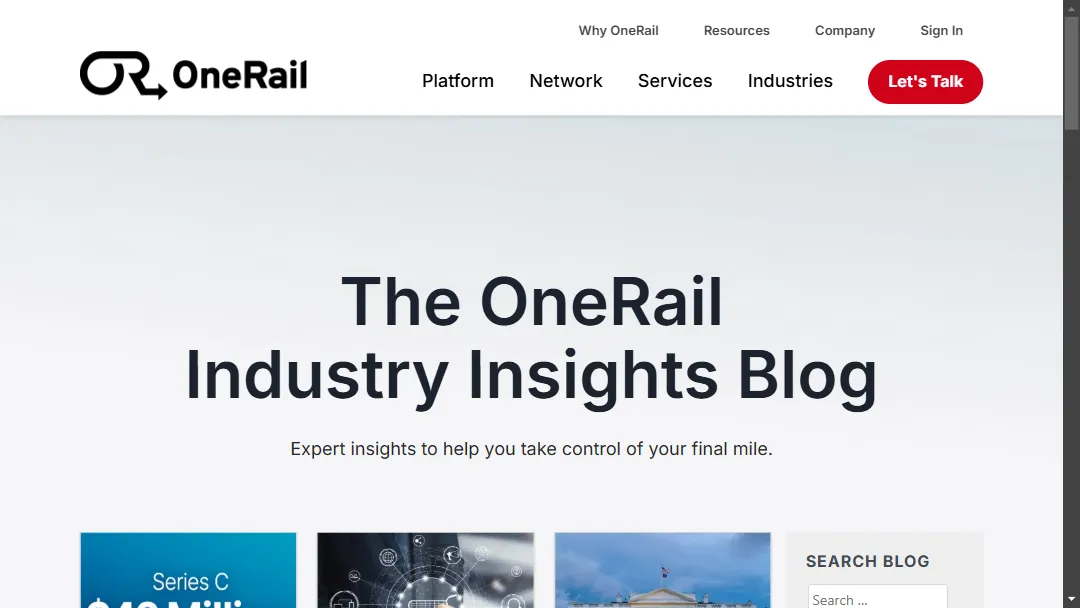 Why OneRail Resources Company Sign In
OneRail
Platform Network Services Industries Let's Talk
The OneRail
Industry Insights Blog
Expert insights to help you take control of your final mile.
SEARCH BLOG
Series C
Search ...